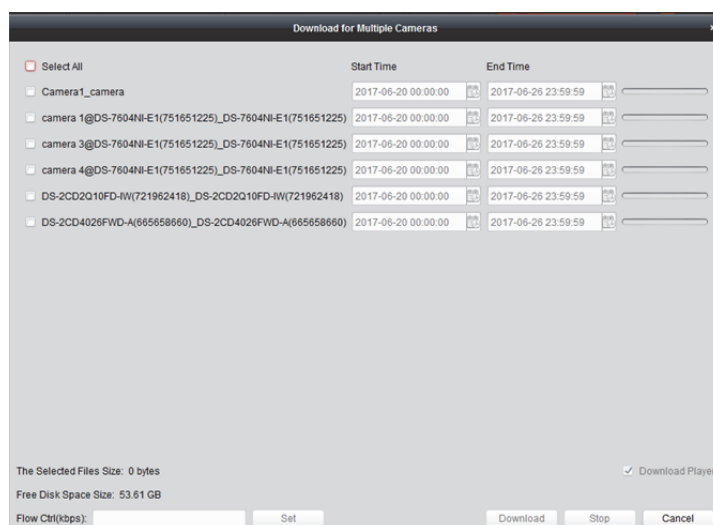 Download for Multiple Cameras
Select All Start Time End Time
Camera1_camera 2017-06-20 00:00:00 2017-06-26 23:59:59
camera 1@DS-7604NI-E1(751651225)_DS-7604NI-E1(751651225) 2017-06-20 00:00:00 2017-06-26 23:59:59
camera 3@DS-7604NI-E1(751651225)_DS-7604NI-E1(751651225) 2017-06-20 00:00:00 2017-06-26 23:59:59
camera 4@DS-7604NI-E1(751651225)_DS-7604NI-E1(751651225) 2017-06-20 00:00:00 2017-06-26 23:59:59
DS-2CD2Q10FD-IW(721962418)_DS-2CD2Q10FD-IW(721962418) 2017-06-20 00:00:00 2017-06-26 23:59:59
DS-2CD4026FWD-A(665658660)_DS-2CD4026FWD-A(665658660) 2017-06-20 00:00:00 2017-06-26 23:59:59
The Selected Files Size: 0 bytes Download Player
Free Disk Space Size: 53.61 GB
Flow Ctrl(kbps): Set Download Stop Cancel